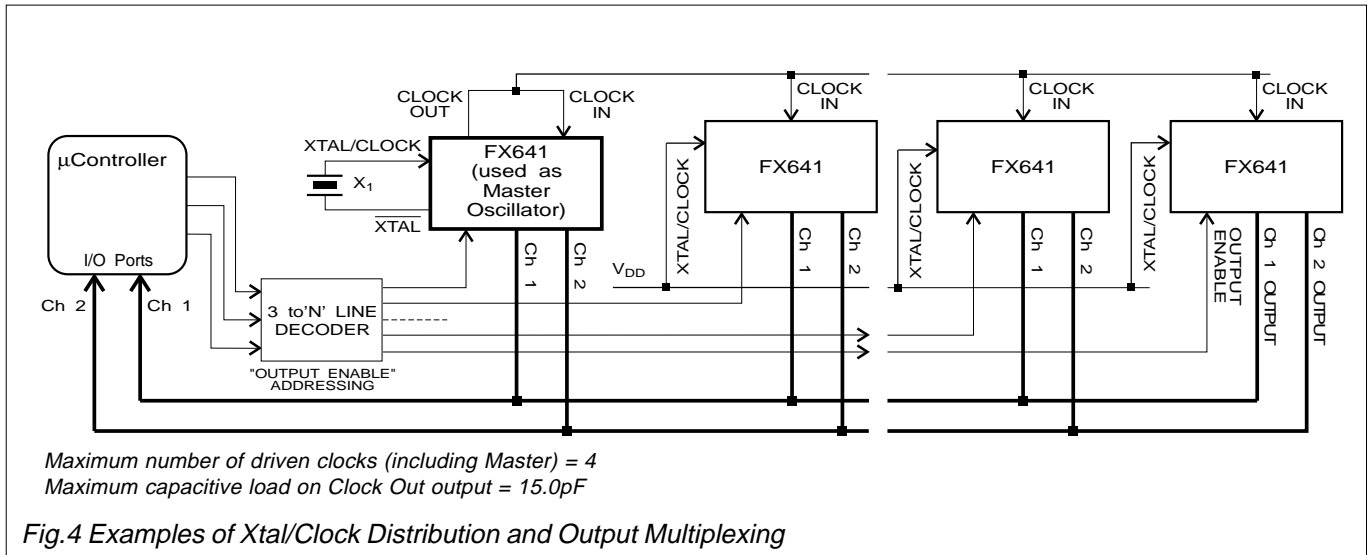 CLOCK
OUT
CLOCK
IN
CLOCK
IN
CLOCK
IN
CLOCK
IN
µController
I/O Ports
Ch 2
Ch 1
XTAL/CLOCK
X1
XTAL
FX641
(used as
Master
Oscillator)
Ch 1
Ch 2
3 to'N' LINE
DECODER
"OUTPUT ENABLE"
ADDRESSING
VDD
XTAL/CLOCK
FX641
Ch 1
Ch 2
XTAL/CLOCK
FX641
Ch 1
Ch 2
XTAL/CLOCK
FX641
OUTPUT
ENABLE
Ch 1 OUTPUT
Ch 2 OUTPUT
Maximum number of driven clocks (including Master) = 4
Maximum capacitive load on Clock Out output = 15.0pF
Fig.4 Examples of Xtal/Clock Distribution and Output Multiplexing